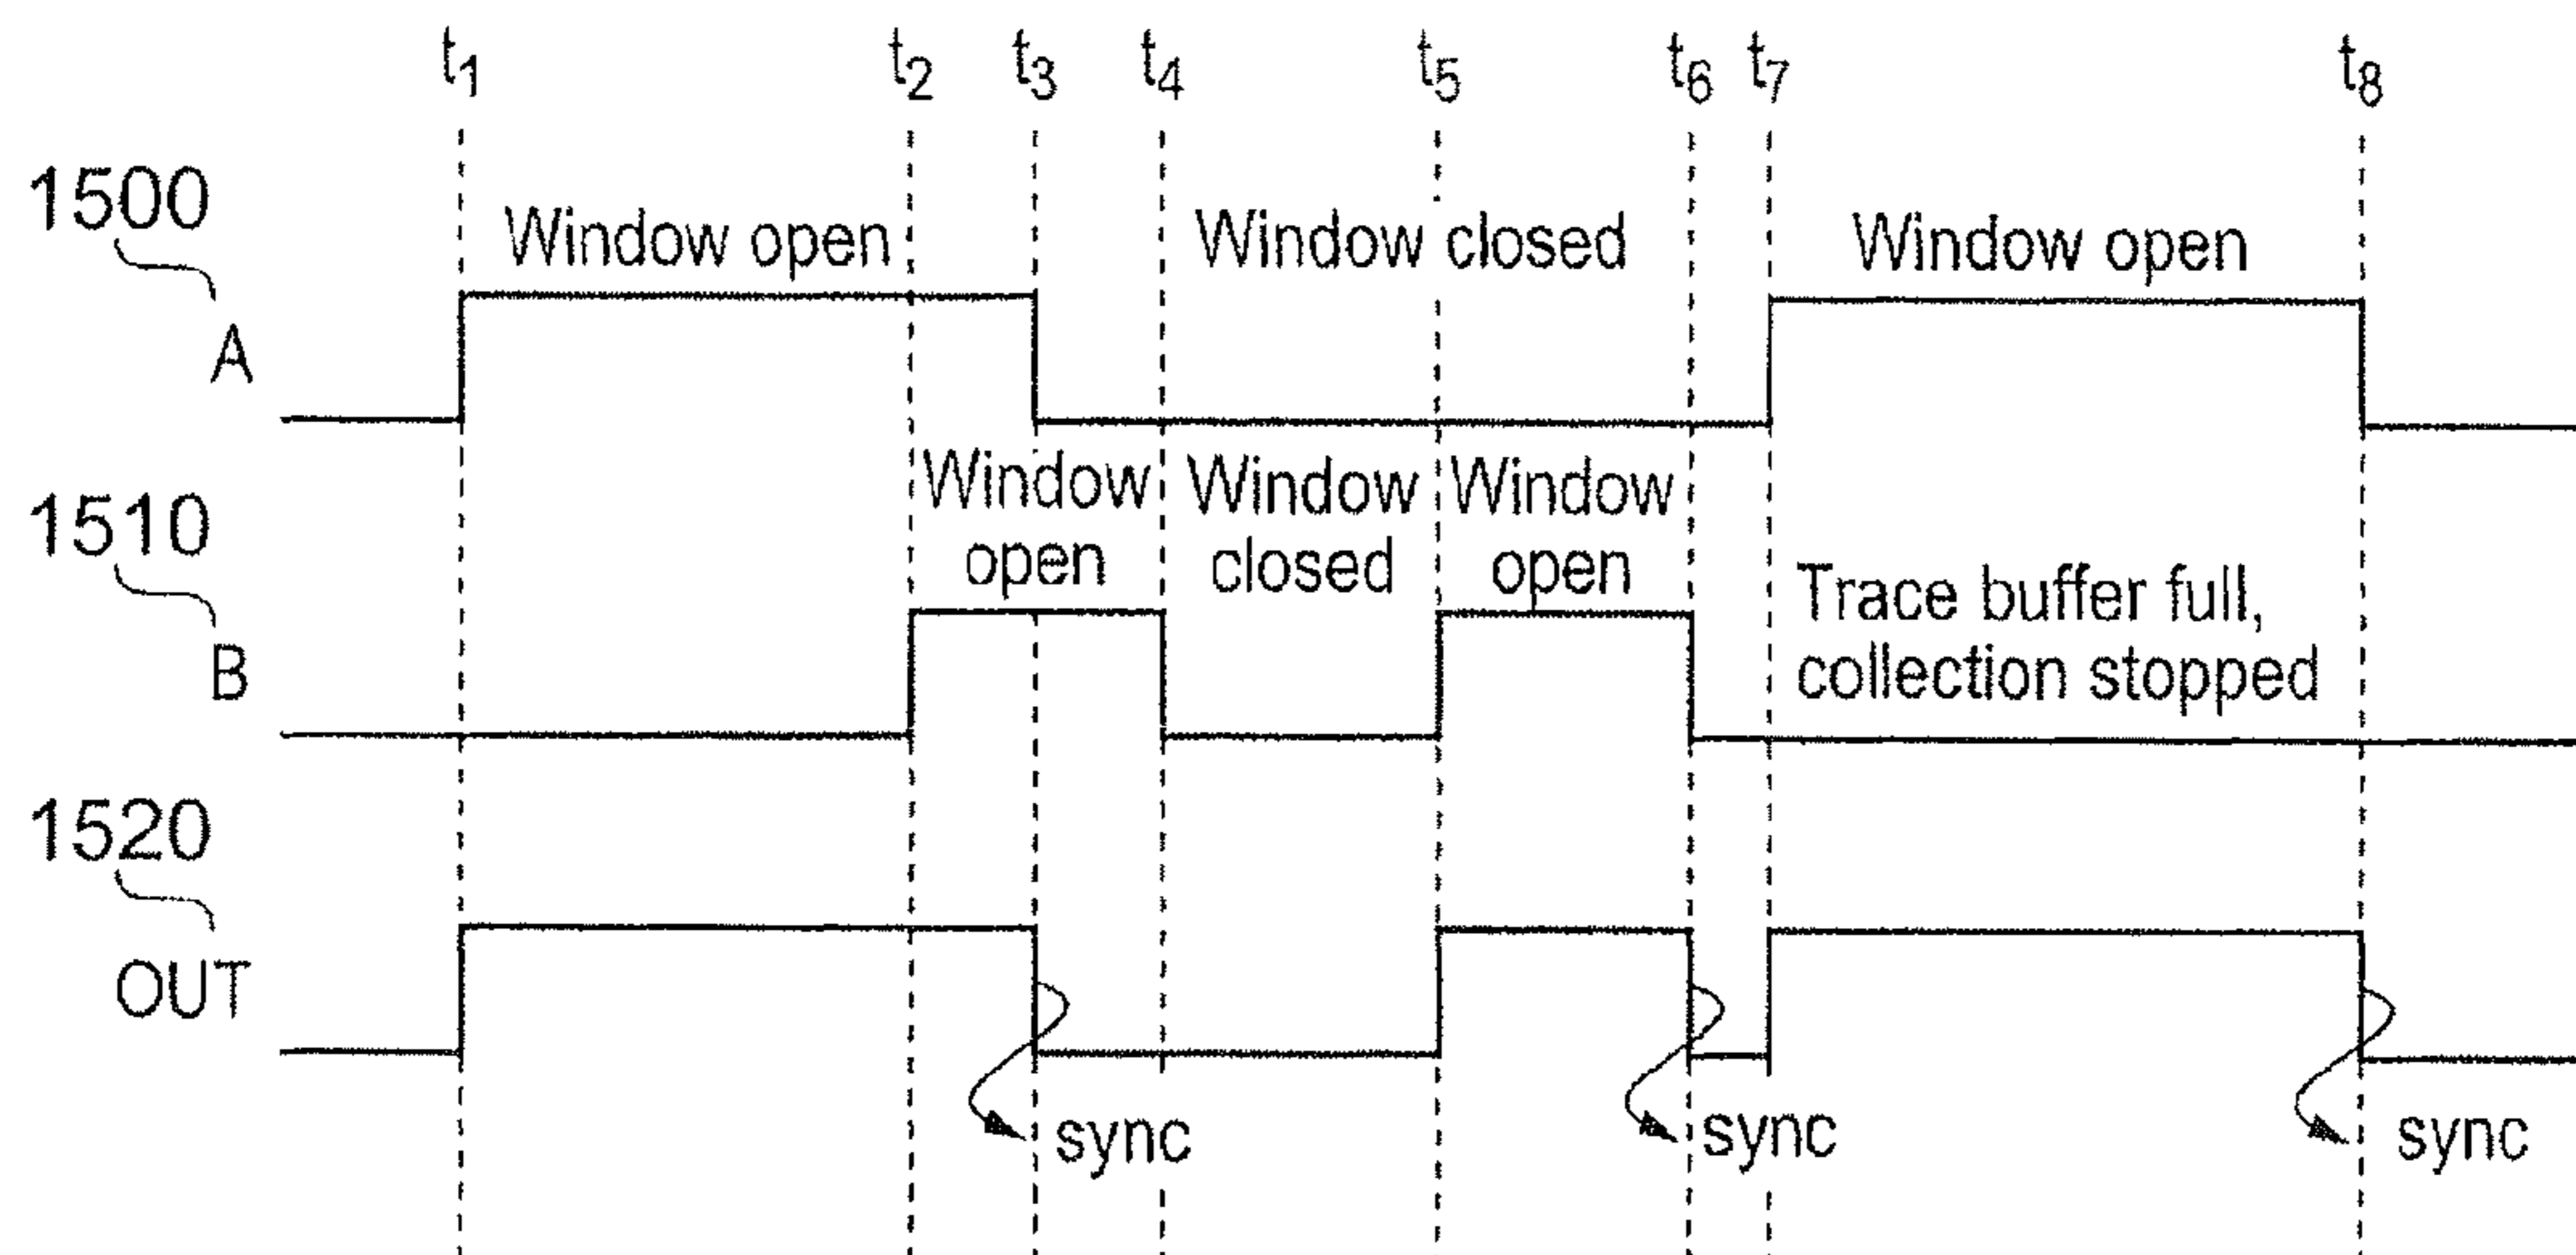 t1 t2 t3 t4 t5 t6 t7 t8
1500
Window open
Window closed
Window open
A
1510
Window
open
Window
closed
Window
open
Trace buffer full,
collection stopped
B
1520
OUT
sync
sync
sync